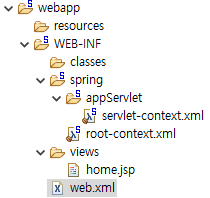 webapp
resources
WEB-INF
classes
spring
appServlet
servlet-context.xml
root-context.xml
views
home.jsp
web.xml